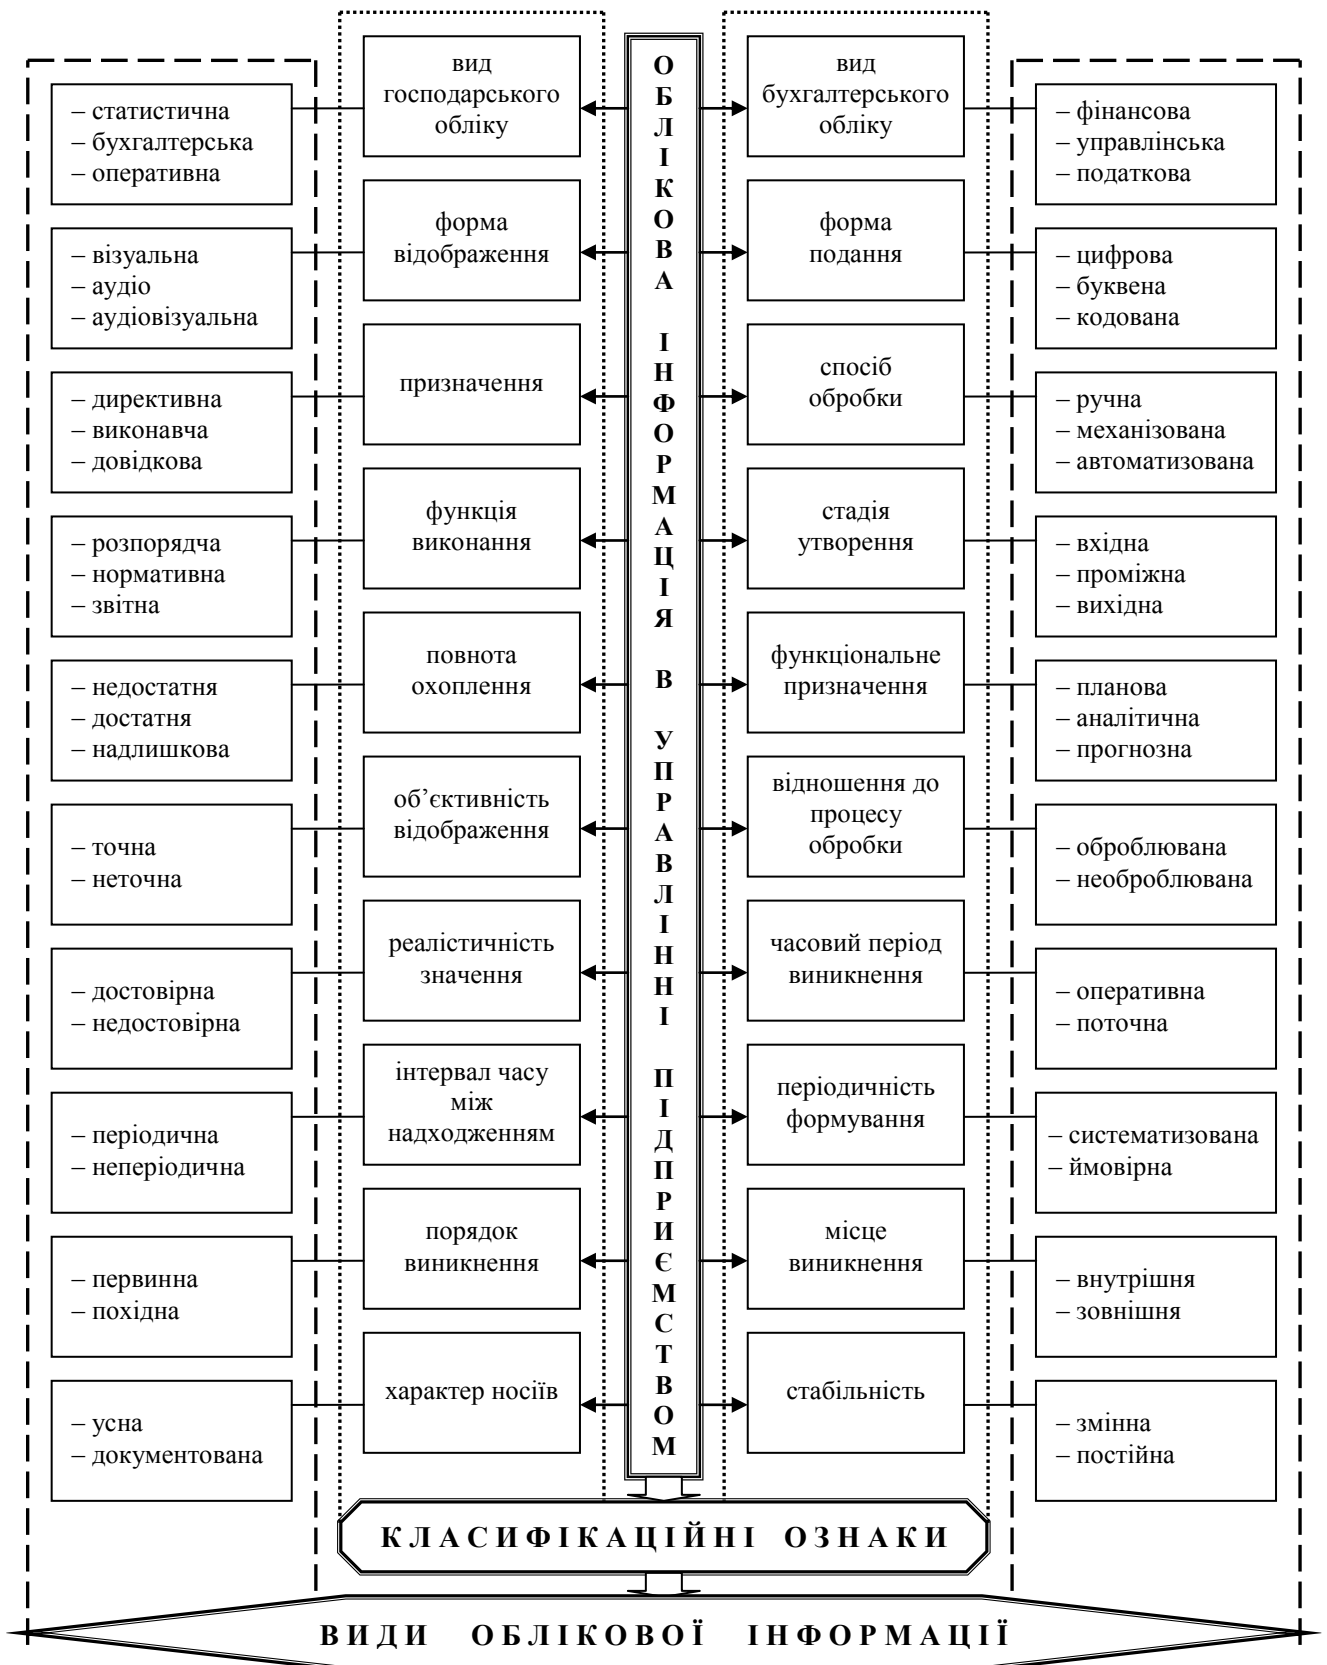 вид
господарського
обліку
– статистична
– бухгалтерська
– оперативна
форма
відображення
– візуальна
– аудіо
– аудіовізуальна
призначення
– директивна
– виконавча
– довідкова
функція
виконання
– розпорядча
– нормативна
– звітна
повнота
охоплення
– недостатня
– достатня
– надлишкова
об’єктивність
відображення
– точна
– неточна
реалістичність
значення
– достовірна
– недостовірна
інтервал часу
між
надходженням
– періодична
– неперіодична
порядок
виникнення
– первинна
– похідна
характер носіїв
– усна
– документована
ОБЛІКОВА ІНФОРМАЦІЯ В УПРАВЛІННІ ПІДПРИЄМСТВОМ
вид
бухгалтерського
обліку
– фінансова
– управлінська
– податкова
форма
подання
– цифрова
– буквена
– кодована
спосіб
обробки
– ручна
– механізована
– автоматизована
стадія
утворення
– вхідна
– проміжна
– вихідна
функціональне
призначення
– планова
– аналітична
– прогнозна
відношення до
процесу
обробки
– оброблювана
– необроблювана
часовий період
виникнення
– оперативна
– поточна
періодичність
формування
– систематизована
– ймовірна
місце
виникнення
– внутрішня
– зовнішня
стабільність
– змінна
– постійна
КЛАСИФІКАЦІЙНІ ОЗНАКИ
ВИДИ ОБЛІКОВОЇ ІНФОРМАЦІЇ